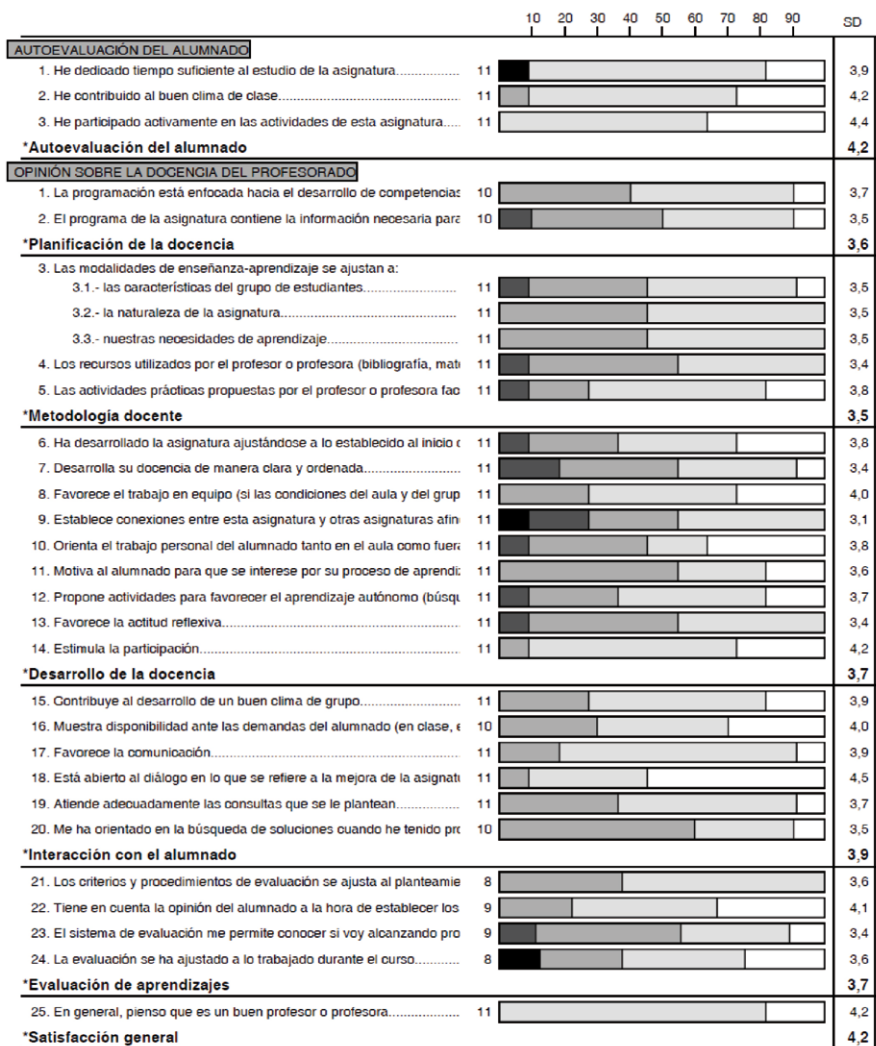 10 20 30 40 50 60 70 80 90 SD
AUTOEVALUACIÓN DEL ALUMNADO
1. He dedicado tiempo suficiente al estudio de la asignatura................ 11 3,9
2. He contribuido al buen clima de clase............................................. 11 4,2
3. He participado activamente en las actividades de esta asignatura..... 11 4,4
*Autoevaluación del alumnado 4,2
OPINIÓN SOBRE LA DOCENCIA DEL PROFESORADO
1. La programación está enfocada hacia el desarrollo de competencias 10 3,7
2. El programa de la asignatura contiene la información necesaria para 10 3,5
*Planificación de la docencia 3,6
3. Las modalidades de enseñanza-aprendizaje se ajustan a:
3.1.- las características del grupo de estudiantes....................... 11 3,5
3.2.- la naturaleza de la asignatura........................................... 11 3,5
3.3.- nuestras necesidades de aprendizaje................................ 11 3,5
4. Los recursos utilizados por el profesor o profesora (bibliografía, mat 11 3,4
5. Las actividades prácticas propuestas por el profesor o profesora fac 11 3,8
*Metodología docente 3,5
6. Ha desarrollado la asignatura ajustándose a lo establecido al inicio 11 3,8
7. Desarrolla su docencia de manera clara y ordenada........................ 11 3,4
8. Favorece el trabajo en equipo (si las condiciones del aula y del grup 11 4,0
9. Establece conexiones entre esta asignatura y otras asignaturas afin 11 3,1
10. Orienta el trabajo personal del alumnado tanto en el aula como fuera 11 3,8
11. Motiva al alumnado para que se interese por su proceso de aprendi 11 3,6
12. Propone actividades para favorecer el aprendizaje autónomo (búsqu 11 3,7
13. Favorece la actitud reflexiva.......................................................... 11 3,4
14. Estimula la participación................................................................ 11 4,2
*Desarrollo de la docencia 3,7
15. Contribuye al desarrollo de un buen clima de grupo........................ 11 3,9
16. Muestra disponibilidad ante las demandas del alumnado (en clase, e 10 4,0
17. Favorece la comunicación.............................................................. 11 3,9
18. Está abierto al diálogo en lo que se refiere a la mejora de la asignat 11 4,5
19. Atiende adecuadamente las consultas que se le plantean................ 11 3,7
20. Me ha orientado en la búsqueda de soluciones cuando he tenido pro 10 3,5
*Interacción con el alumnado 3,9
21. Los criterios y procedimientos de evaluación se ajusta al planteamie 8 3,6
22. Tiene en cuenta la opinión del alumnado a la hora de establecer los 9 4,1
23. El sistema de evaluación me permite conocer si voy alcanzando pro 9 3,4
24. La evaluación se ha ajustado a lo trabajado durante el curso............ 8 3,6
*Evaluación de aprendizajes 3,7
25. En general, pienso que es un buen profesor o profesora.................. 11 4,2
*Satisfacción general 4,2